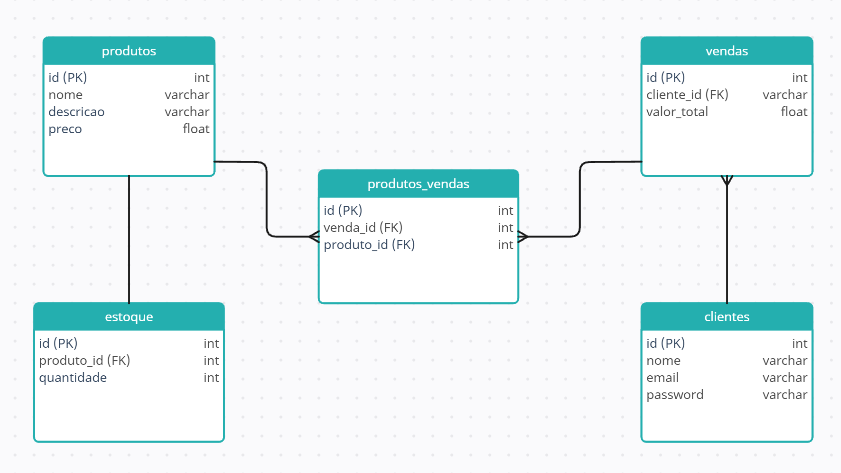 produtos
id (PK) int
nome varchar
descricao varchar
preco float
vendas
id (PK) int
cliente_id (FK) varchar
valor_total float
produtos_vendas
id (PK) int
venda_id (FK) int
produto_id (FK) int
estoque
id (PK) int
produto_id (FK) int
quantidade int
clientes
id (PK) int
nome varchar
email varchar
password varchar